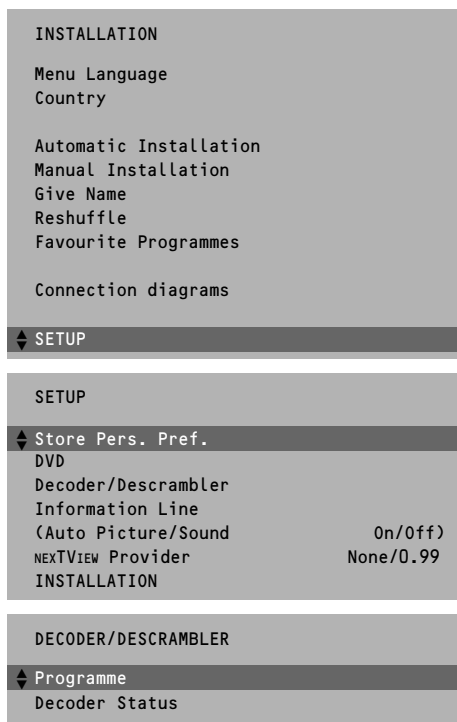 INSTALLATION
Menu Language
Country
Automatic Installation
Manual Installation
Give Name
Reshuffle
Favourite Programmes
Connection diagrams
SETUP
SETUP
Store Pers. Pref.
DVD
Decoder/Descrambler
Information Line
(Auto Picture/Sound On/Off)
NEXTVIEW Provider None/0.99
INSTALLATION
DECODER/DESCRAMBLER
Programme
Decoder Status